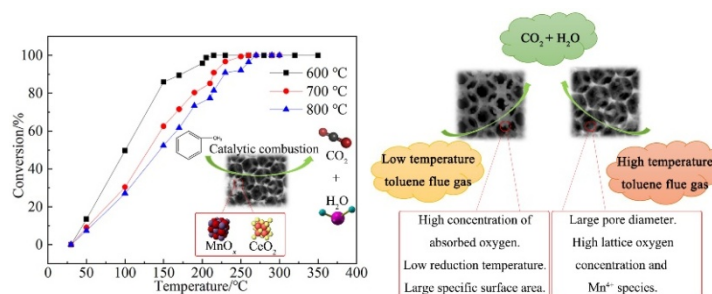 100
80
60
40
20
0
Conversion/%
0
50
100
150
200
250
300
350
400
Temperature/℃
600 ℃
700 ℃
800 ℃
CH₃
Catalytic combustion
CO₂
+
H₂O
MnOₓ
CeO₂
CO₂ + H₂O
Low temperature
toluene flue gas
High temperature
toluene flue gas
High concentration of
absorbed oxygen.
Low reduction temperature.
Large specific surface area.
Large pore diameter.
High lattice oxygen
concentration and
Mn⁴⁺ species.